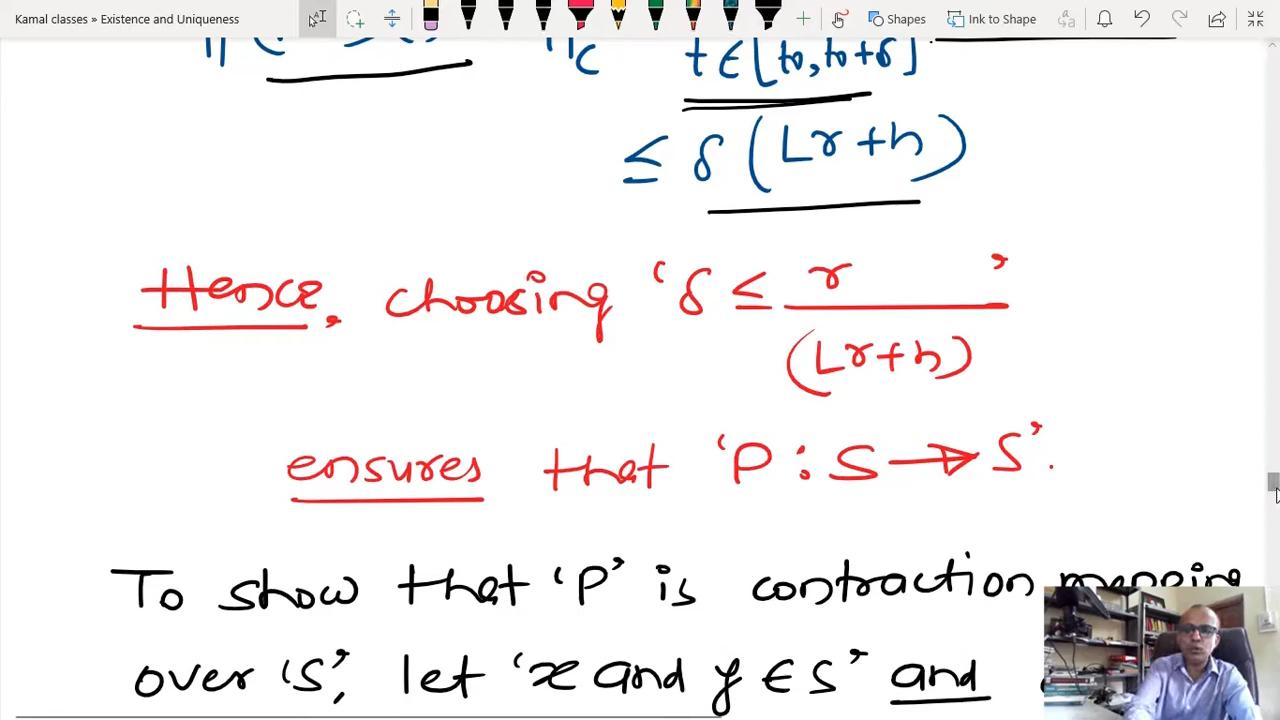 Kamal classes » Existence and Uniqueness
Shapes
Ink to Shape
t∈[t₀,t₀+δ]
≤ δ(Lr+h)
Hence, choosing ‘δ ≤ r/(Lr+h)’
ensures that ‘P : S → S’.
To show that ‘P’ is contraction mapping
over ‘S’, let ‘x and y ∈ S’ and